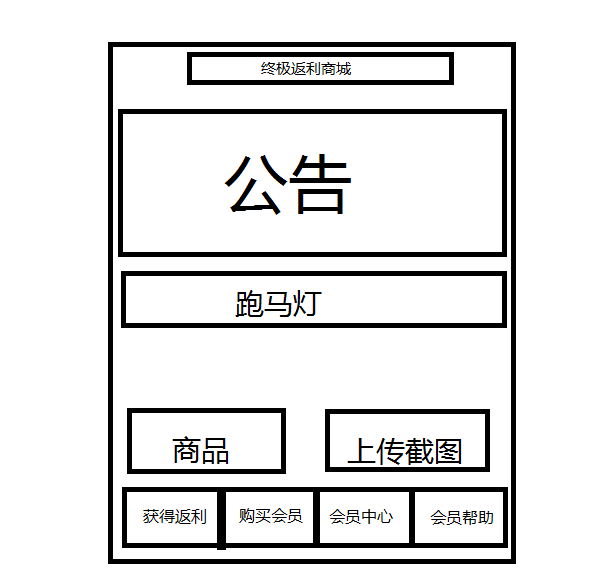 终极返利商城
公告
跑马灯
商品
上传截图
获得返利
购买会员
会员中心
会员帮助